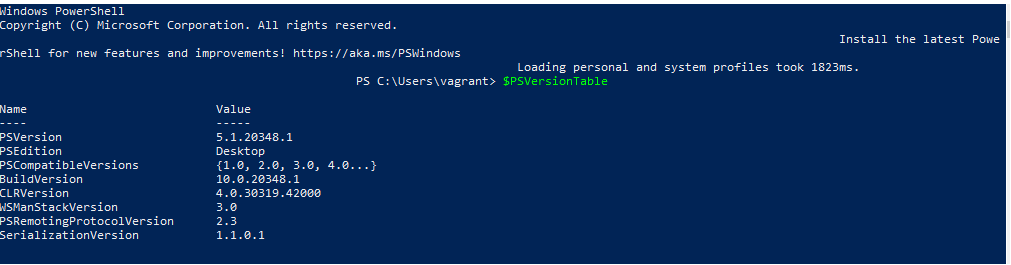 Windows PowerShell
Copyright (C) Microsoft Corporation. All rights reserved.
Install the latest Powe
rShell for new features and improvements! https://aka.ms/PSWindows
Loading personal and system profiles took 1823ms.
PS C:\Users\vagrant> $PSVersionTable
Name Value
---- -----
PSVersion 5.1.20348.1
PSEdition Desktop
PSCompatibleVersions {1.0, 2.0, 3.0, 4.0...}
BuildVersion 10.0.20348.1
CLRVersion 4.0.30319.42000
WSManStackVersion 3.0
PSRemotingProtocolVersion 2.3
SerializationVersion 1.1.0.1